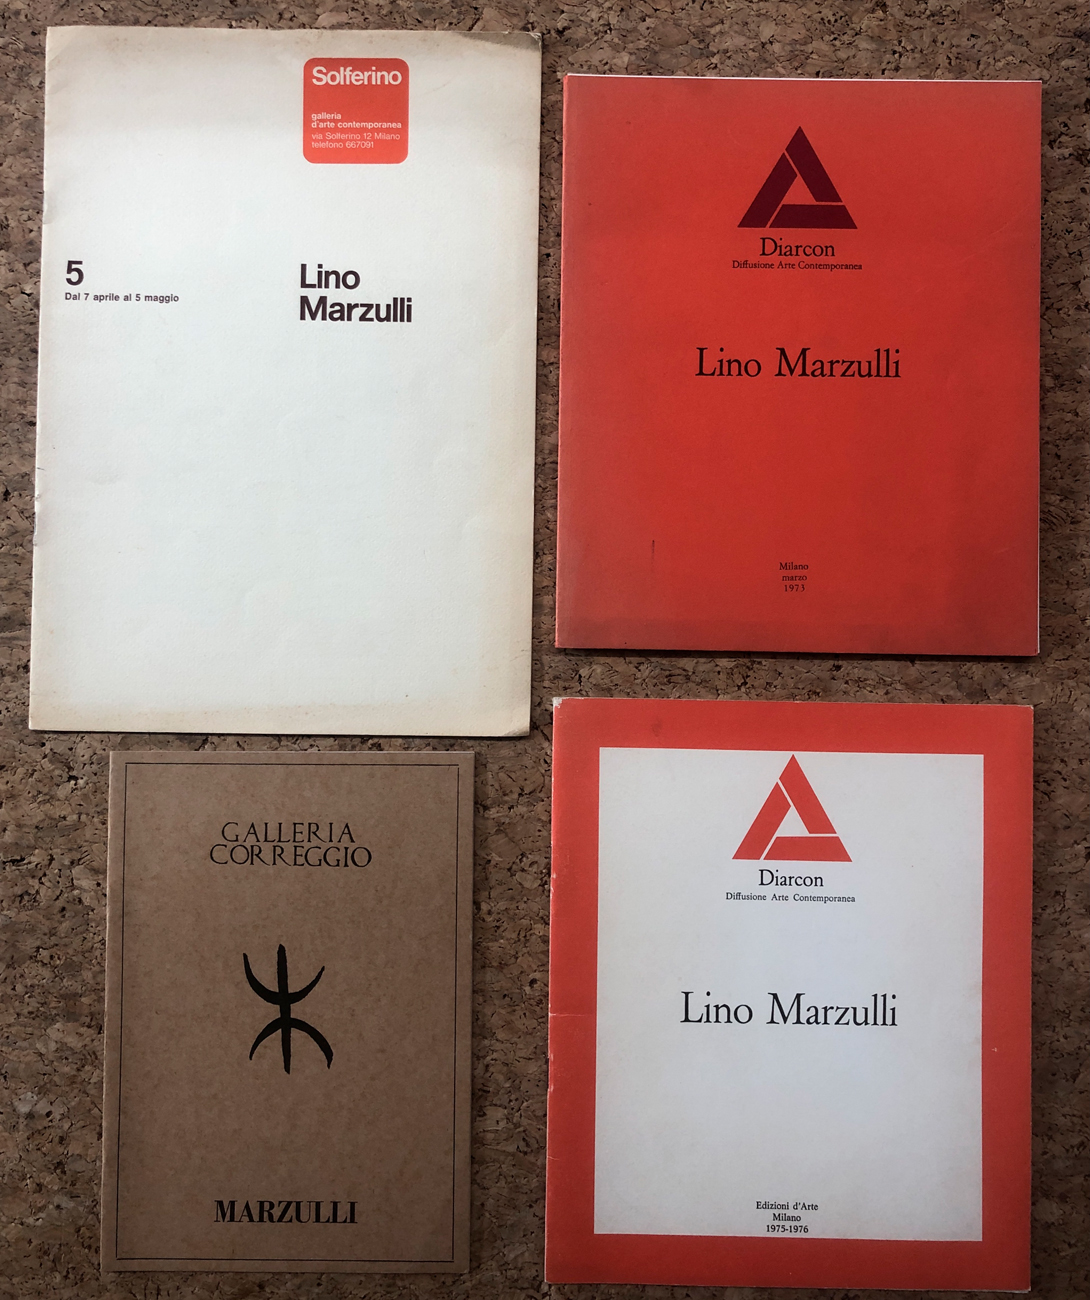 Solferino
galleria
d'arte contemporanea
via Solferino 12 Milano
telefono 667091
5
Dal 7 aprile al 5 maggio
Lino
Marzulli
Diarcon
Diffusione Arte Contemporanea
Lino Marzulli
Milano
marzo
1973
GALLERIA
CORREGGIO
MARZULLI
Diarcon
Diffusione Arte Contemporanea
Lino Marzulli
Edizioni d'Arte
Milano
1975-1976